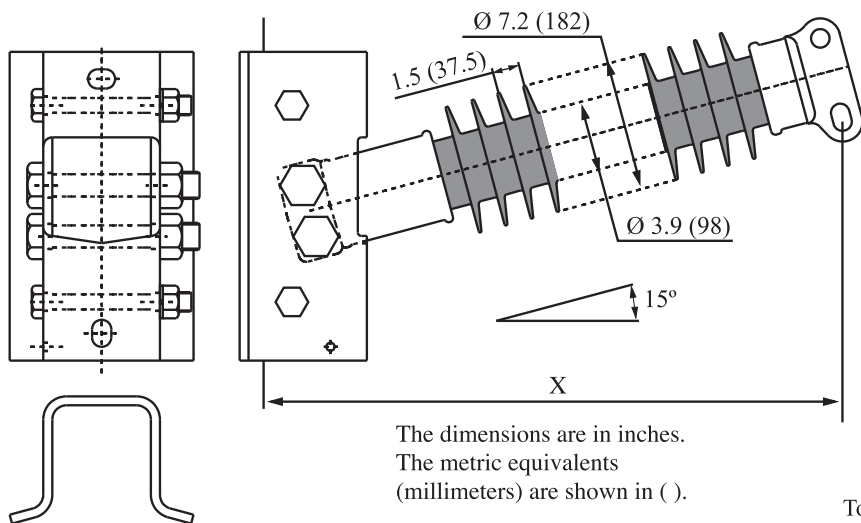 Ø 7.2 (182)
1.5 (37.5)
Ø 3.9 (98)
15º
X
The dimensions are in inches.
The metric equivalents
(millimeters) are shown in ( ).